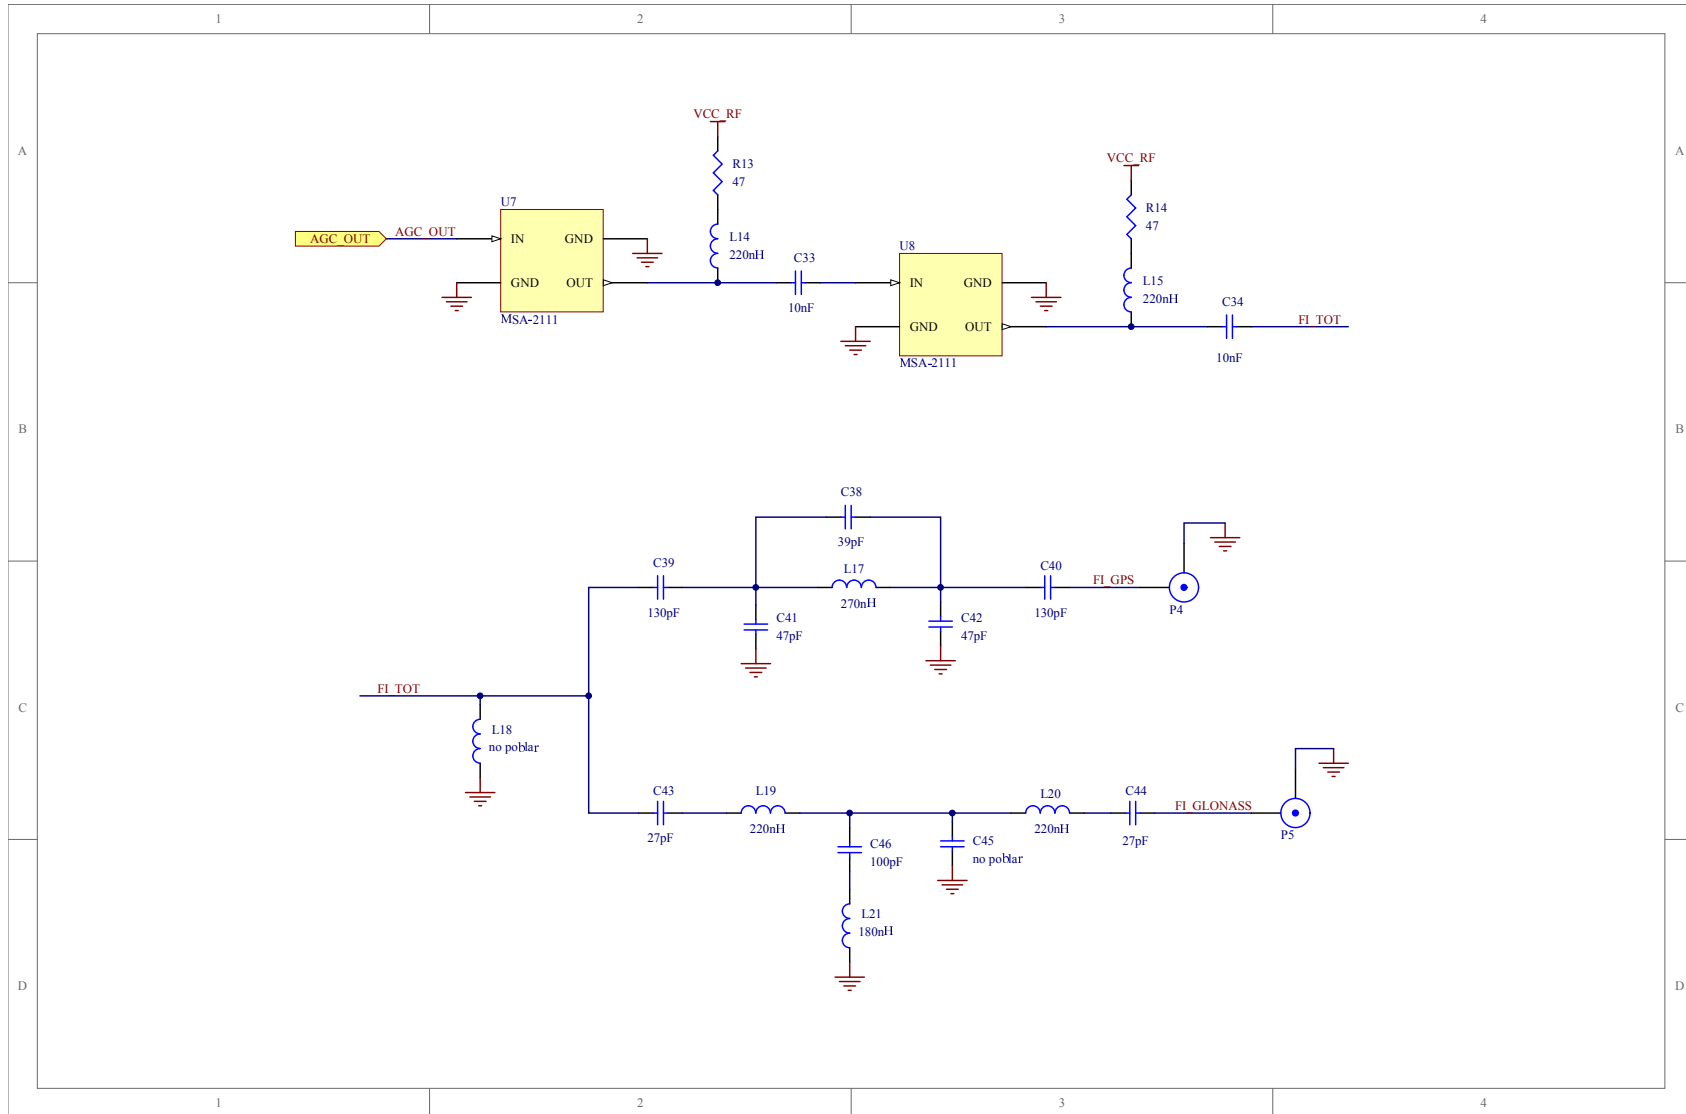 1 2 3 4
A A
VCC_RF
R13
47
VCC_RF
U7
R14
47
AGC_OUT AGC_OUT
IN GND
L14
220nH
U8
C33
GND OUT
IN GND
L15
220nH
10nF
MSA-2111
C34
FI_TOT
GND OUT
10nF
MSA-2111
B B
C38
39pF
C39
L17
C40
FI_GPS
130pF
270nH
130pF
P4
C41
47pF
C42
47pF
FI_TOT
C C
L18
no poblar
C43
L19
L20
C44
FI_GLONASS
27pF
220nH
220nH
27pF
P5
C46
100pF
C45
no poblar
L21
180nH
D D
1 2 3 4